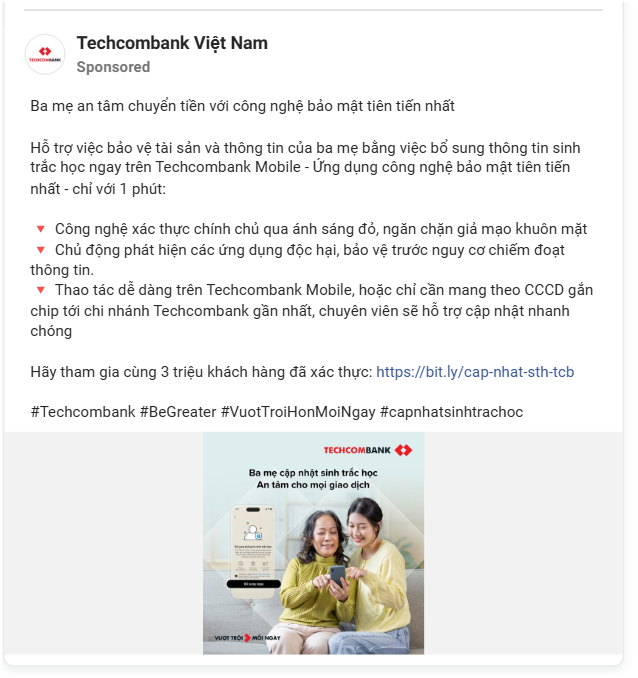 Techcombank Việt Nam
TECHCOMBANK
Sponsored
Ba mẹ an tâm chuyển tiền với công nghệ bảo mật tiên tiến nhất
Hỗ trợ việc bảo vệ tài sản và thông tin của ba mẹ bằng việc bổ sung thông tin sinh
trắc học ngay trên Techcombank Mobile - Ứng dụng công nghệ bảo mật tiên tiến
nhất - chỉ với 1 phút:
🔻 Công nghệ xác thực chính chủ qua ánh sáng đỏ, ngăn chặn giả mạo khuôn mặt
🔻 Chủ động phát hiện các ứng dụng độc hại, bảo vệ trước nguy cơ chiếm đoạt
thông tin.
🔻 Thao tác dễ dàng trên Techcombank Mobile, hoặc chỉ cần mang theo CCCD gắn
chip tới chi nhánh Techcombank gần nhất, chuyên viên sẽ hỗ trợ cập nhật nhanh
chóng
Hãy tham gia cùng 3 triệu khách hàng đã xác thực: https://bit.ly/cap-nhat-sth-tcb
#Techcombank #BeGreater #VuotTroiHonMoiNgay #capnhatsinhtrachoc
TECHCOMBANK
Ba mẹ cập nhật sinh trắc học
An tâm cho mọi giao dịch
VƯỢT TRỘI MỖI NGÀY